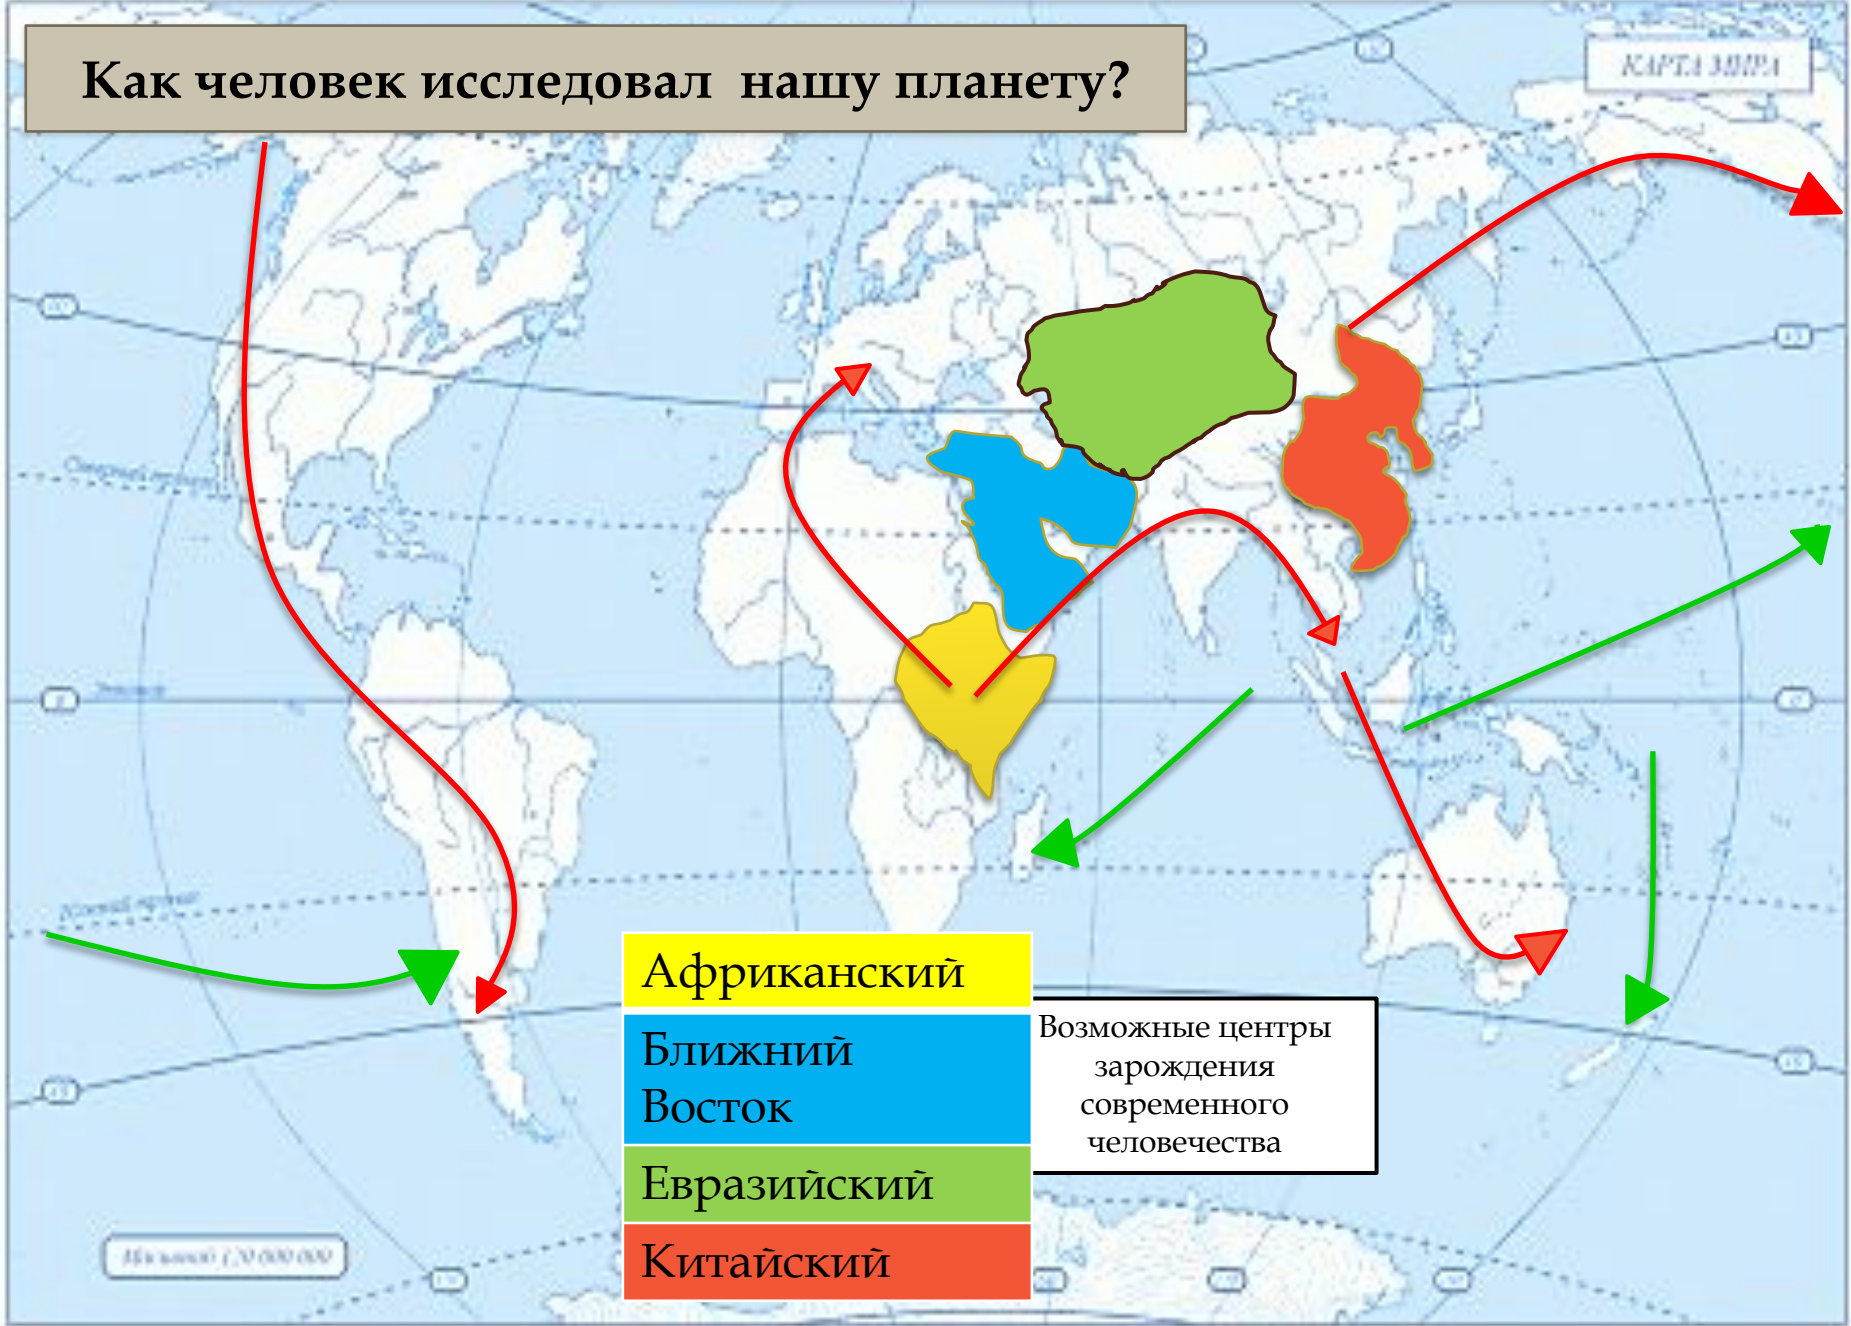 Как человек исследовал нашу планету?
КАРТА МИРА
Африканский
Ближний
Восток
Евразийский
Китайский
Возможные центры
зарождения
современного
человечества